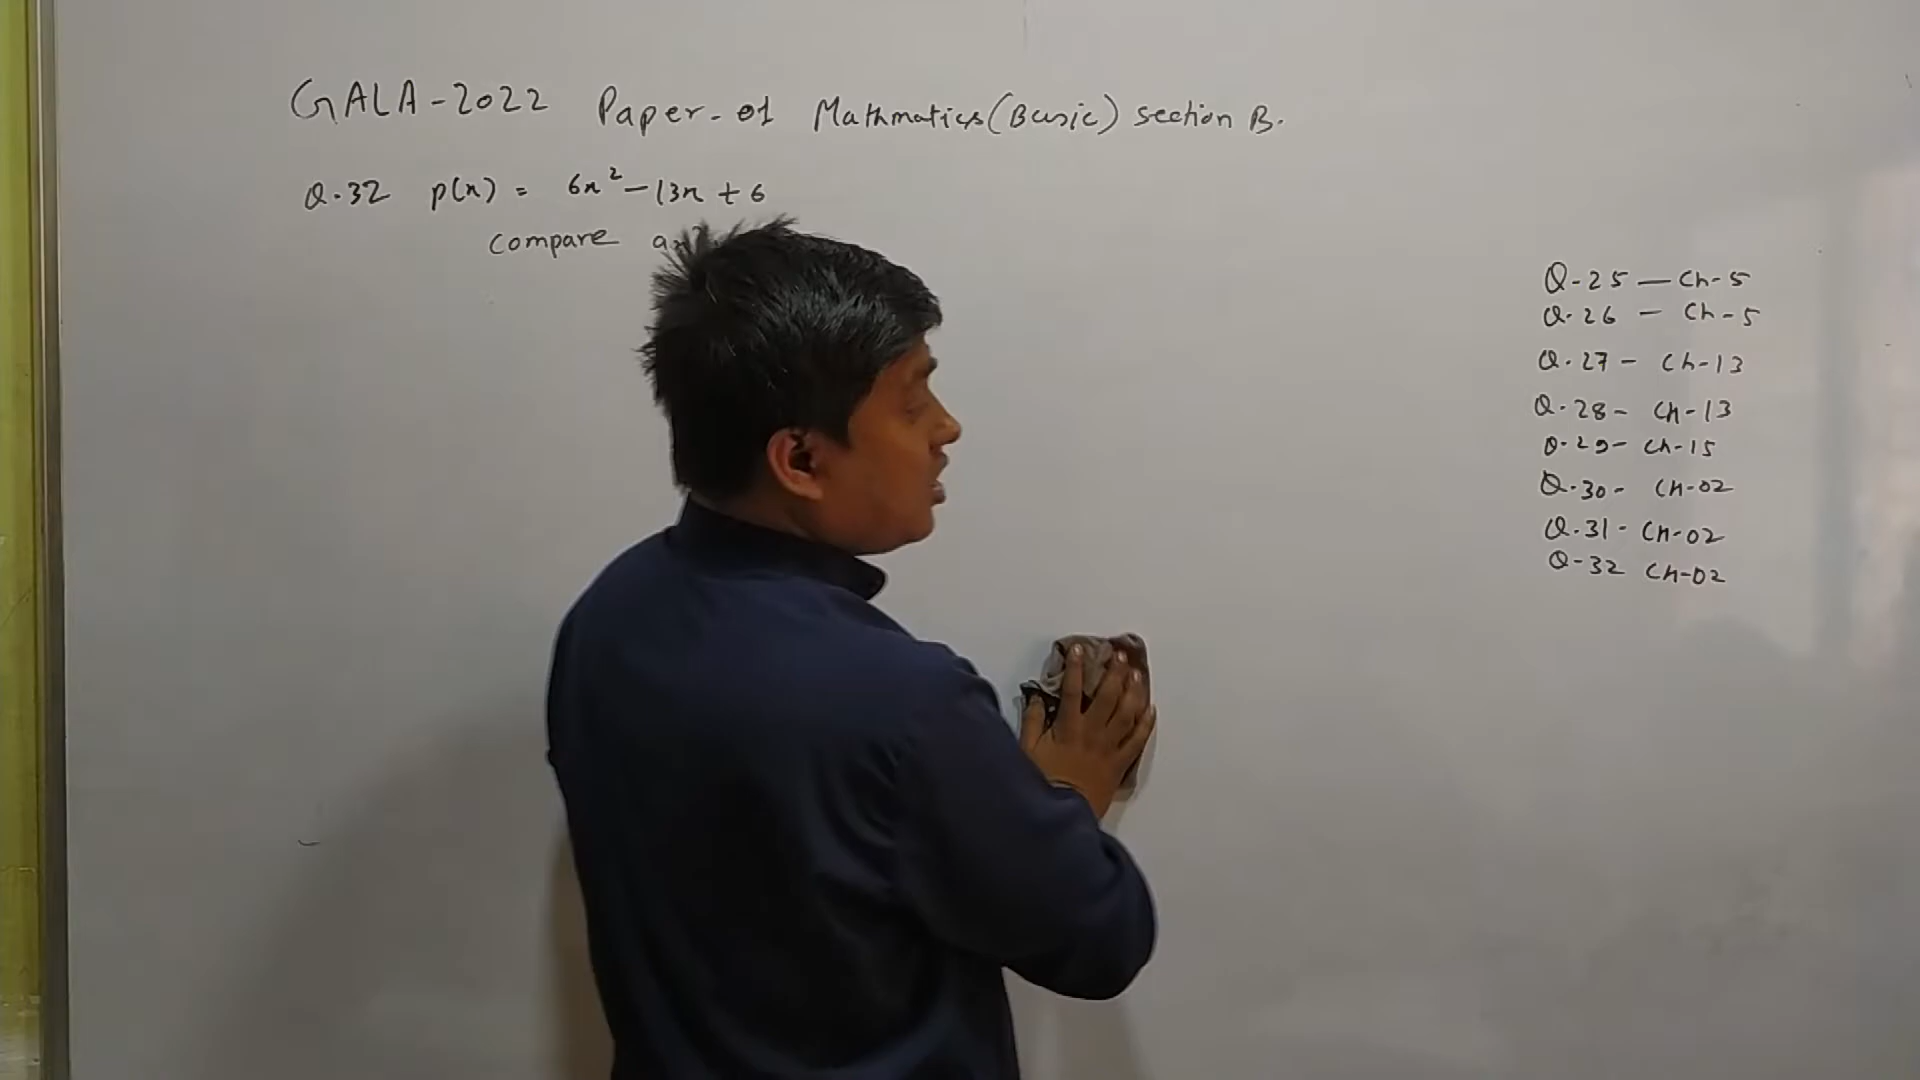 GALA-2022 Paper-01 Mathmatics(Basic) section B.
Q.32 p(x) = 6x²-13x+6
compare
Q-25 — Ch-5
Q.26 — Ch-5
Q.27 - Ch-13
Q.28- Ch-13
Q-29- Ch-15
Q.30- Ch-02
Q.31- Ch-02
Q-32 Ch-02